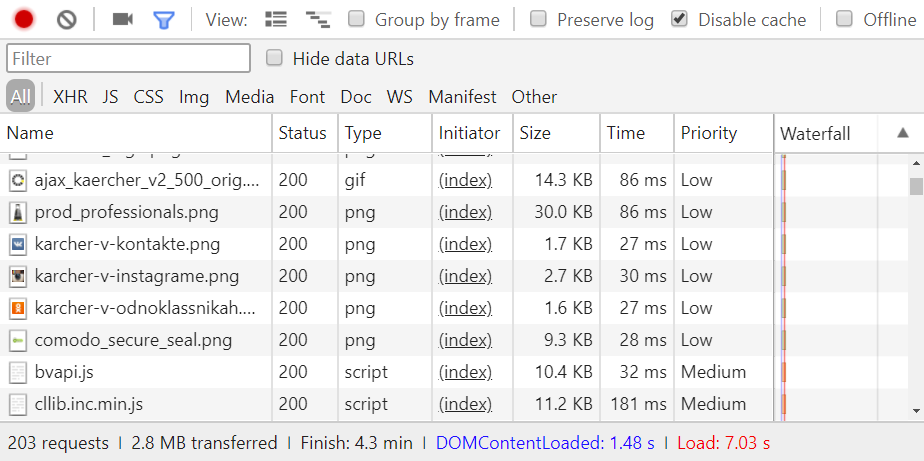 View: Group by frame Preserve log Disable cache Offline
Filter Hide data URLs
All XHR JS CSS Img Media Font Doc WS Manifest Other
Name Status Type Initiator Size Time Priority Waterfall
ajax_kaercher_v2_500_orig.... 200 gif (index) 14.3 KB 86 ms Low
prod_professionals.png 200 png (index) 30.0 KB 86 ms Low
karcher-v-kontakte.png 200 png (index) 1.7 KB 27 ms Low
karcher-v-instagrame.png 200 png (index) 2.7 KB 30 ms Low
karcher-v-odnoklassnikah.... 200 png (index) 1.6 KB 27 ms Low
comodo_secure_seal.png 200 png (index) 9.3 KB 28 ms Low
bvapi.js 200 script (index) 10.4 KB 32 ms Medium
cllib.inc.min.js 200 script (index) 11.2 KB 181 ms Medium
203 requests | 2.8 MB transferred | Finish: 4.3 min | DOMContentLoaded: 1.48 s | Load: 7.03 s